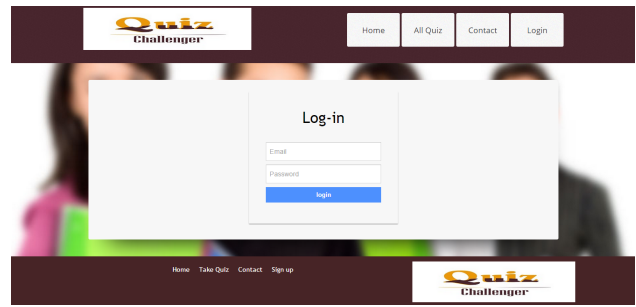 Quiz
Challenger
Home
All Quiz
Contact
Login
Log-in
Email
Password
login
Home Take Quiz Contact Sign up
Quiz
Challenger